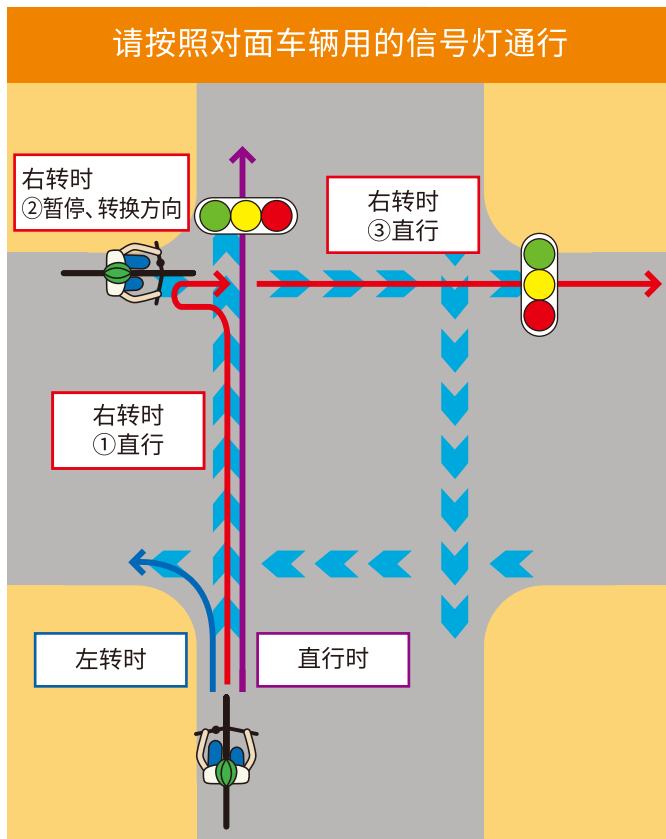 请按照对面车辆用的信号灯通行
右转时
②暂停、转换方向
右转时
③直行
右转时
①直行
左转时
直行时